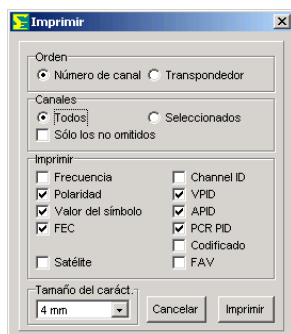 Imprimir
Orden
Número de canal Transpondedor
Canales
Todos Seleccionados
Sólo los no omitidos
Imprimir
Frecuencia Channel ID
Polaridad VPID
Valor del símbolo APID
FEC PCR PID
Codificado
Satélite FAV
Tamaño del caráct.
4 mm Cancelar Imprimir